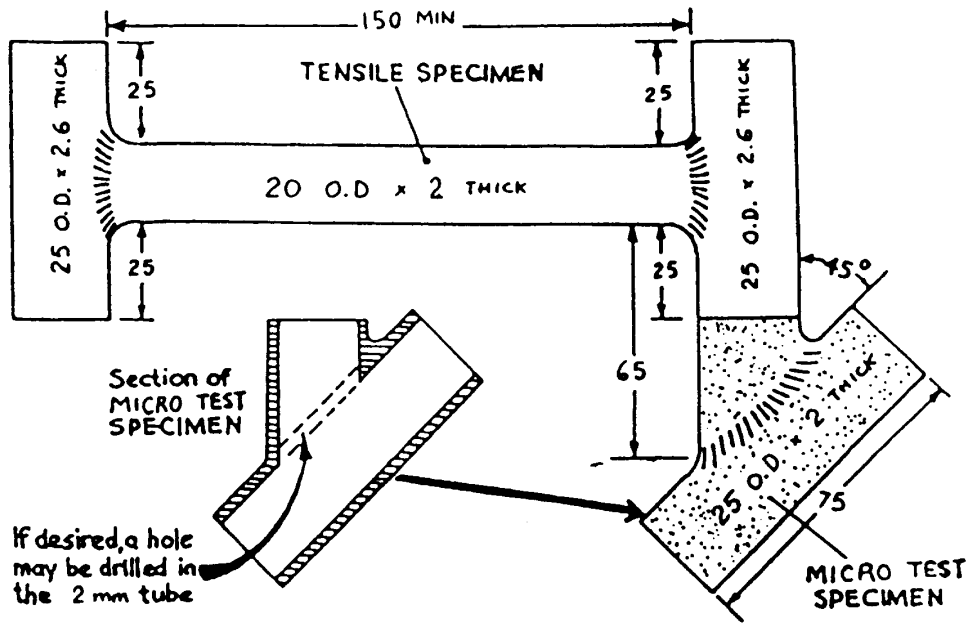 150 MIN
25
TENSILE SPECIMEN
25
25 O.D. × 2.6 THICK
20 O.D × 2 THICK
25 O.D. × 2.6 THICK
25
25
45°
65
Section of
MICRO TEST
SPECIMEN
25 O.D. × 2 THICK
75
If desired, a hole
may be drilled in
the 2 mm tube
MICRO TEST
SPECIMEN